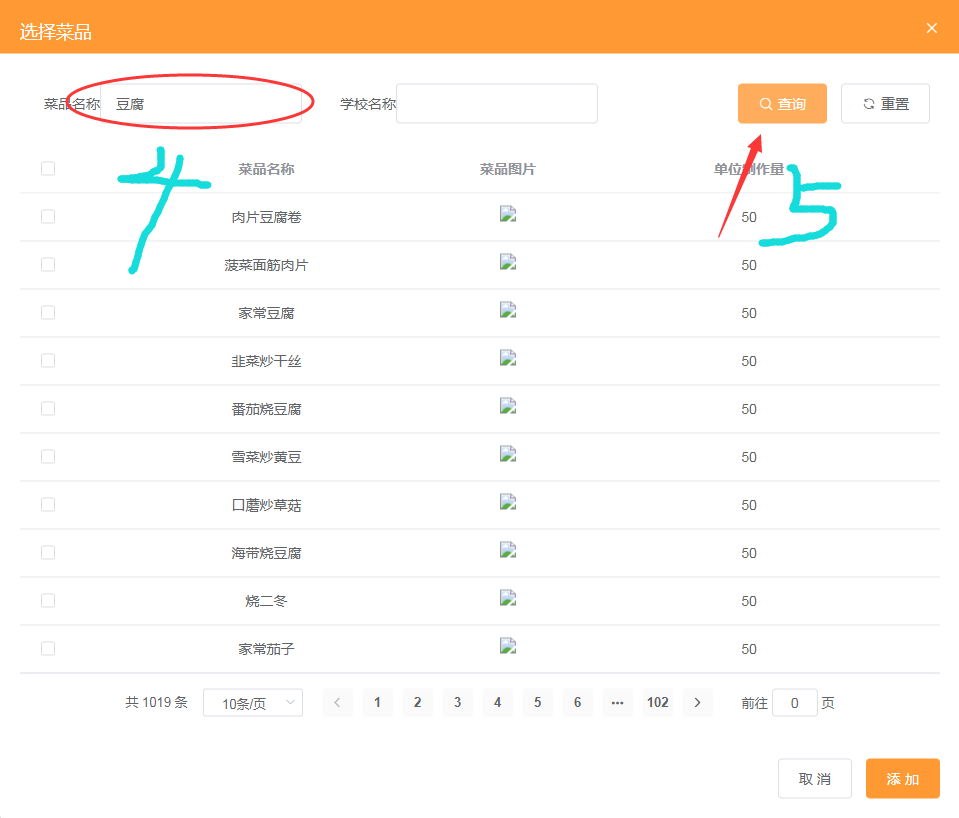 选择菜品
菜品名称 豆腐 学校名称 查询 重置
菜品名称 菜品图片 单位制作量
4 5
肉片豆腐卷 50
菠菜面筋肉片 50
家常豆腐 50
韭菜炒干丝 50
番茄烧豆腐 50
雪菜炒黄豆 50
口蘑炒草菇 50
海带烧豆腐 50
烧二冬 50
家常茄子 50
共 1019 条 10条/页 1 2 3 4 5 6 ... 102 前往 0 页
取 消 添 加